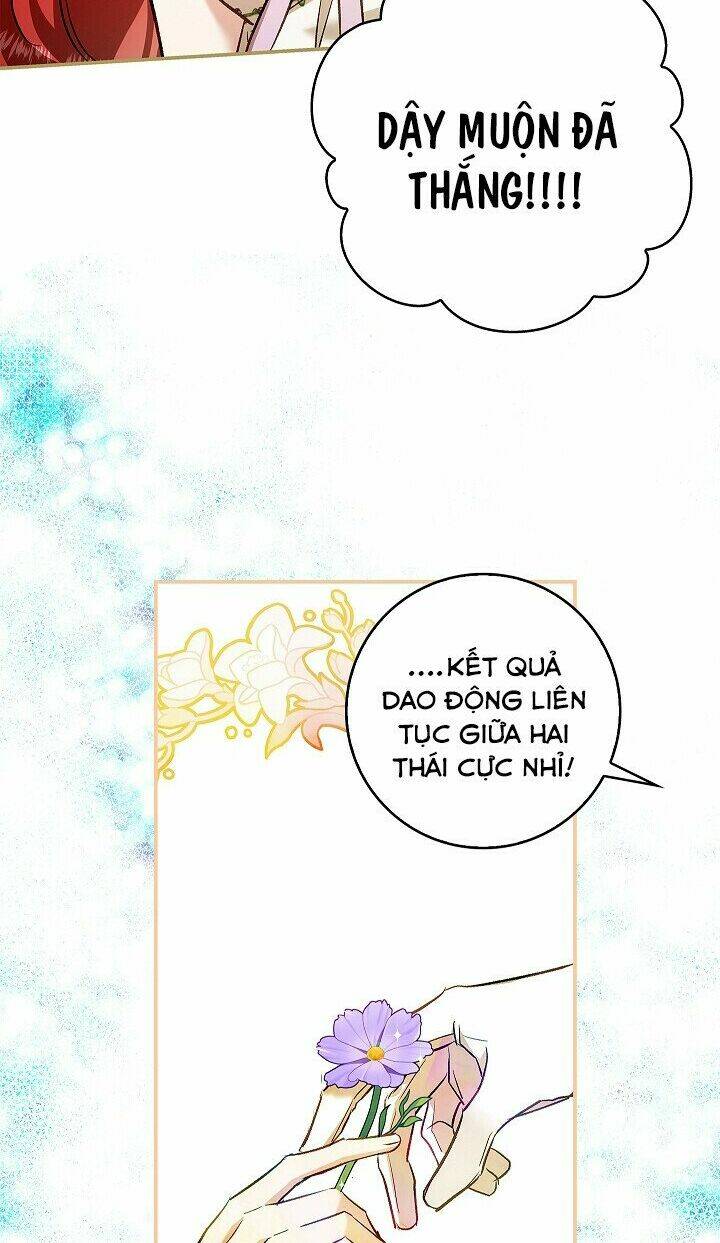 DẬY MUỘN ĐÃ
THẮNG!!!!
....KẾT QUẢ
DAO ĐỘNG LIÊN
TỤC GIỮA HAI
THÁI CỰC NHỈ!